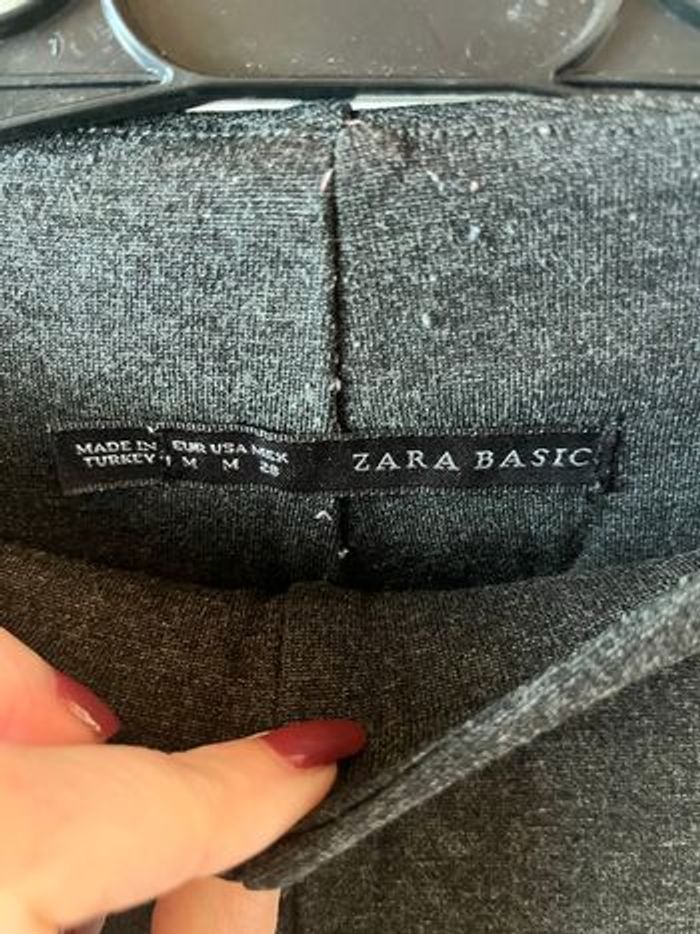 MADE IN EUR USA MEX ZARA BASIC
TURKEY M M 28